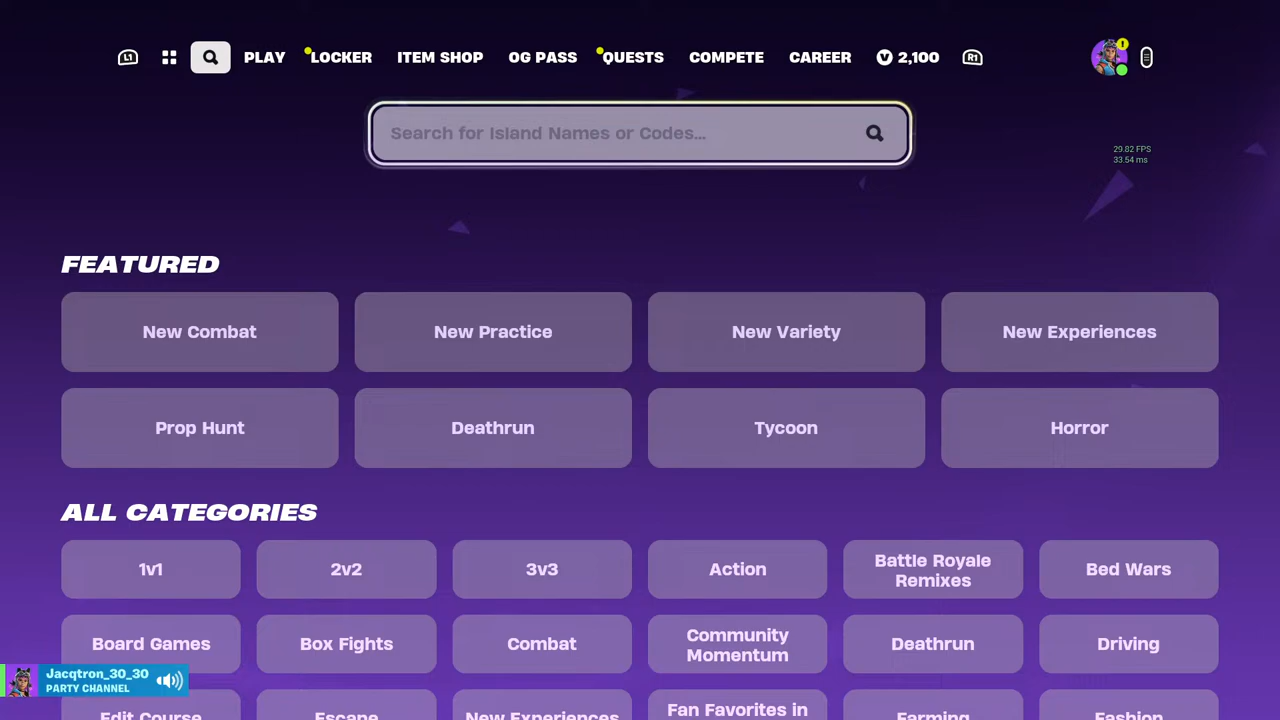 L1 PLAY LOCKER ITEM SHOP OG PASS QUESTS COMPETE CAREER V 2,100 R1 !
Search for Island Names or Codes...
29.82 FPS
33.54 ms
FEATURED
New Combat New Practice New Variety New Experiences
Prop Hunt Deathrun Tycoon Horror
ALL CATEGORIES
1v1 2v2 3v3 Action Battle Royale Remixes Bed Wars
Board Games Box Fights Combat Community Momentum Deathrun Driving
Jacqtron_30_30
PARTY CHANNEL
Edit Course Escape New Experiences Fan Favorites in Farming Fashion